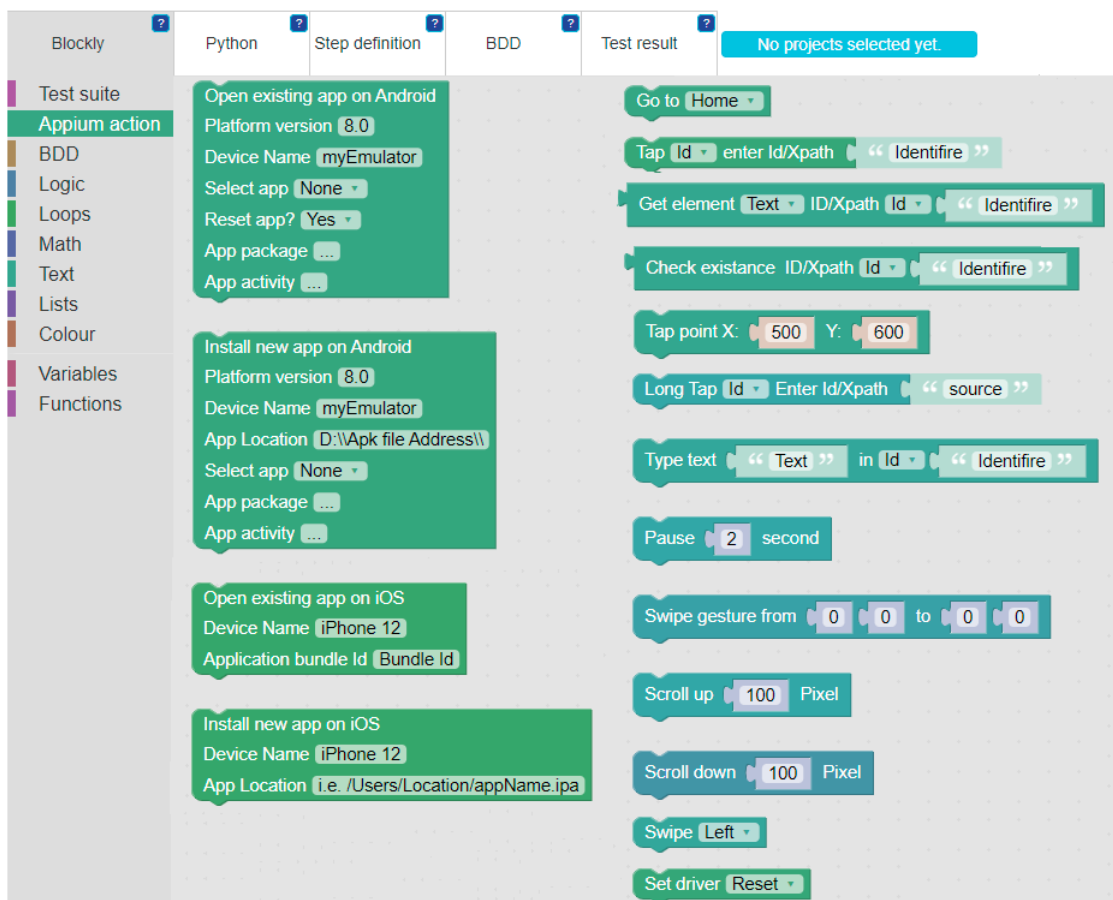 Blockly ?
Python ?
Step definition ?
BDD ?
Test result ?
No projects selected yet.
Test suite
Appium action
BDD
Logic
Loops
Math
Text
Lists
Colour
Variables
Functions
Open existing app on Android
Platform version 8.0
Device Name myEmulator
Select app None
Reset app? Yes
App package ...
App activity ...
Install new app on Android
Platform version 8.0
Device Name myEmulator
App Location D:\\Apk file Address\\
Select app None
App package ...
App activity ...
Open existing app on iOS
Device Name iPhone 12
Application bundle Id Bundle Id
Install new app on iOS
Device Name iPhone 12
App Location i.e. /Users/Location/appName.ipa
Go to Home
Tap Id enter Id/Xpath “ Identifire ”
Get element Text ID/Xpath Id “ Identifire ”
Check existance ID/Xpath Id “ Identifire ”
Tap point X: 500 Y: 600
Long Tap Id Enter Id/Xpath “ source ”
Type text “ Text ” in Id “ Identifire ”
Pause 2 second
Swipe gesture from 0 0 to 0 0
Scroll up 100 Pixel
Scroll down 100 Pixel
Swipe Left
Set driver Reset